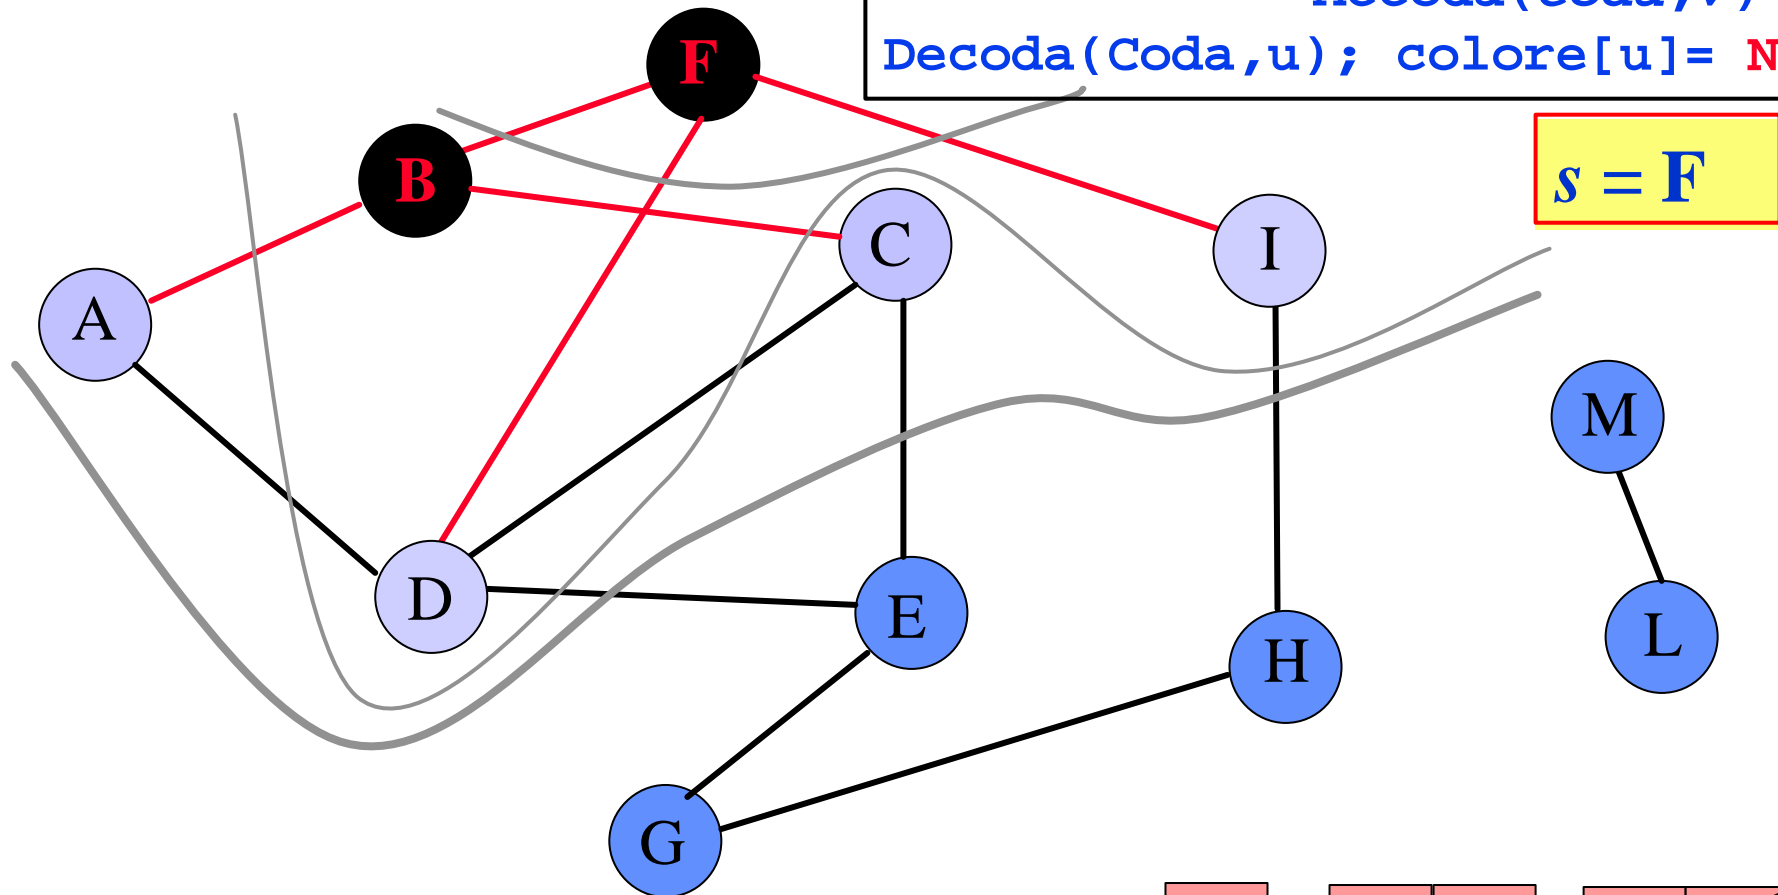 Decoda(Coda,u); colore[u]= N
F
B
s = F
C
I
A
M
D
E
L
H
G